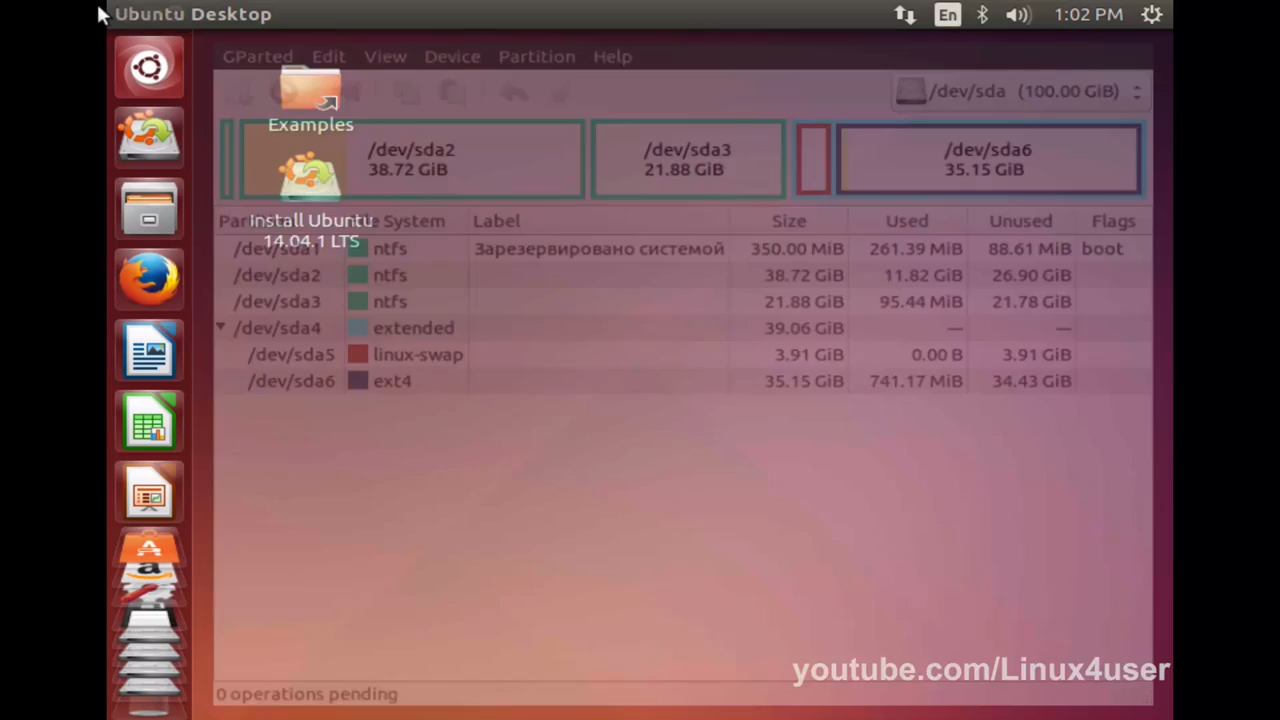 Ubuntu Desktop
En
1:02 PM
GParted Edit View Device Partition Help
/dev/sda (100.00 GiB)
Examples
/dev/sda2
38.72 GiB
/dev/sda3
21.88 GiB
/dev/sda6
35.15 GiB
Install Ubuntu
14.04.1 LTS
System Label Size Used Unused Flags
/dev/sda1 ntfs Зарезервировано системой 350.00 MiB 261.39 MiB 88.61 MiB boot
/dev/sda2 ntfs 38.72 GiB 11.82 GiB 26.90 GiB
/dev/sda3 ntfs 21.88 GiB 95.44 MiB 21.78 GiB
/dev/sda4 extended 39.06 GiB — —
/dev/sda5 linux-swap 3.91 GiB 0.00 B 3.91 GiB
/dev/sda6 ext4 35.15 GiB 741.17 MiB 34.43 GiB
0 operations pending
youtube.com/Linux4user